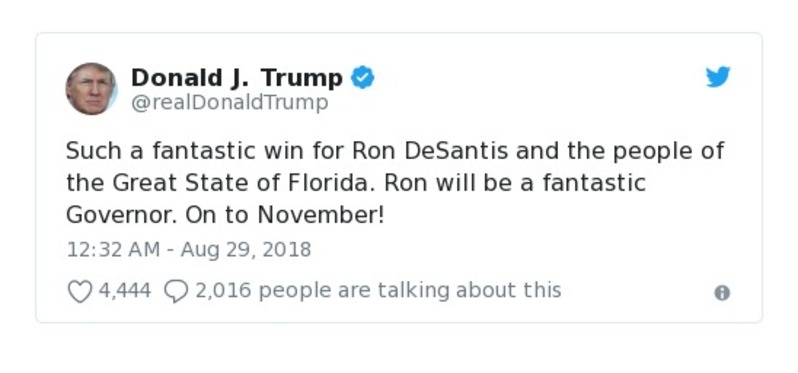 Donald J. Trump
@realDonaldTrump
Such a fantastic win for Ron DeSantis and the people of
the Great State of Florida. Ron will be a fantastic
Governor. On to November!
12:32 AM - Aug 29, 2018
4,444 2,016 people are talking about this